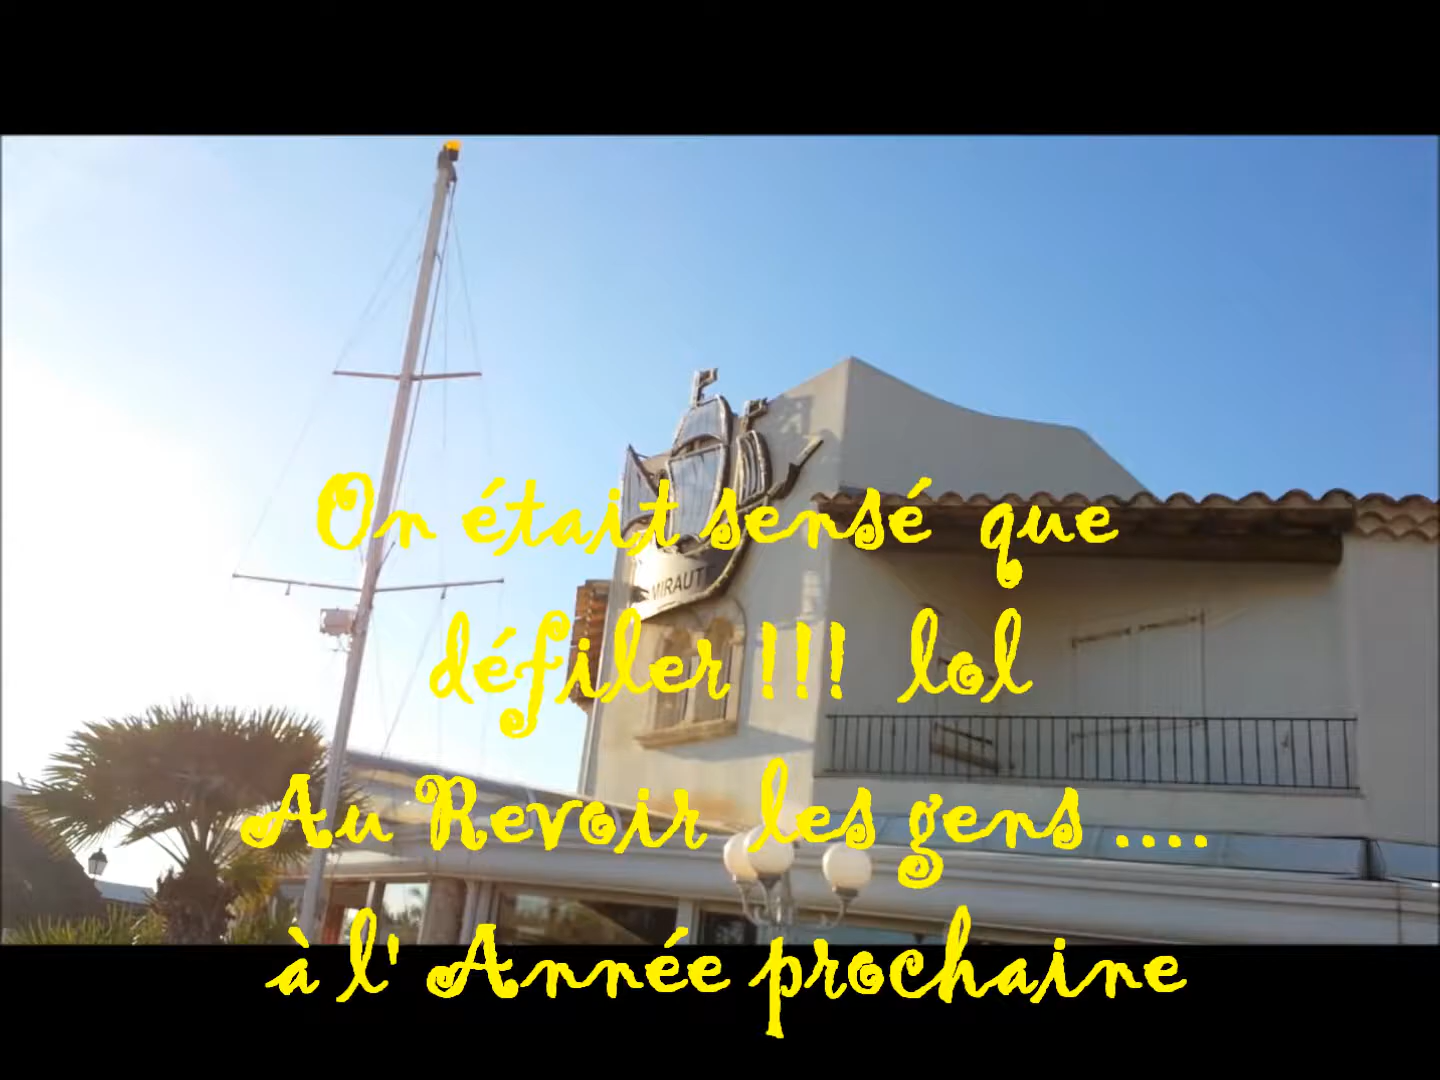 On était sensé que
défiler !!! lol
Au Revoir les gens ....
à l' Année prochaine